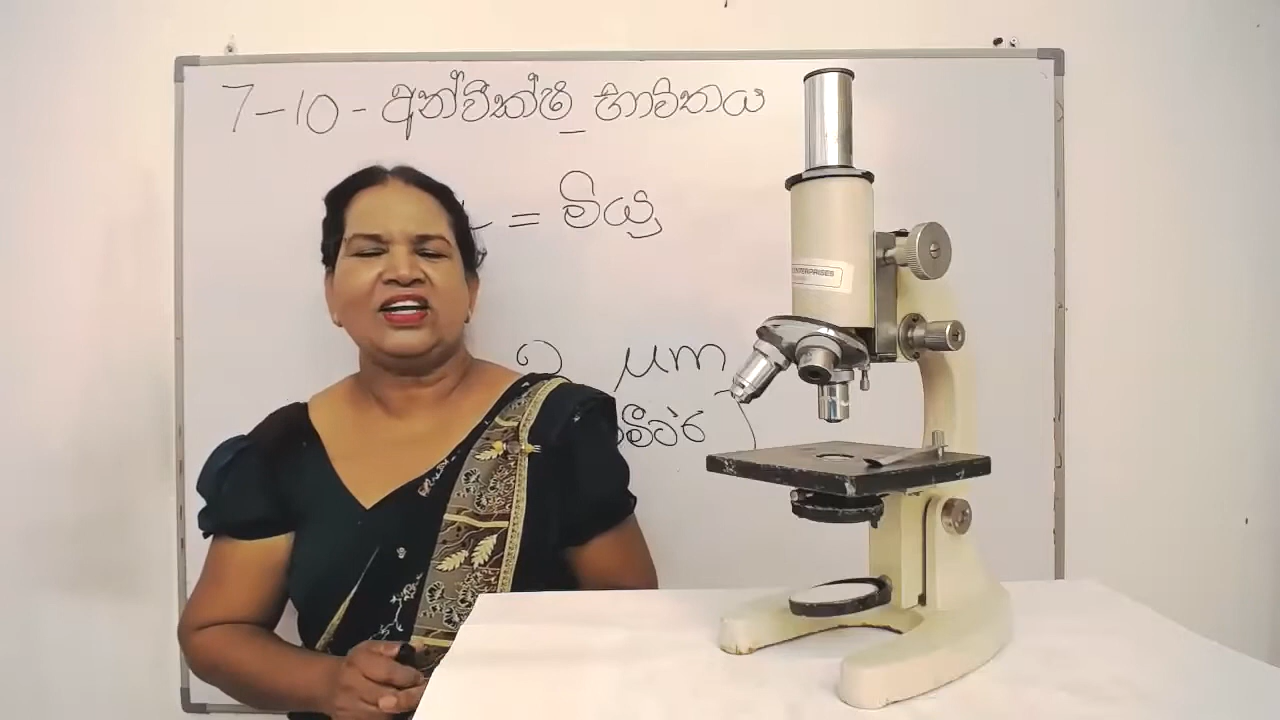 7-10 - අන්වීක්ෂ භාවිතය
= මියු
μm
මීටර
ENTERPRISES